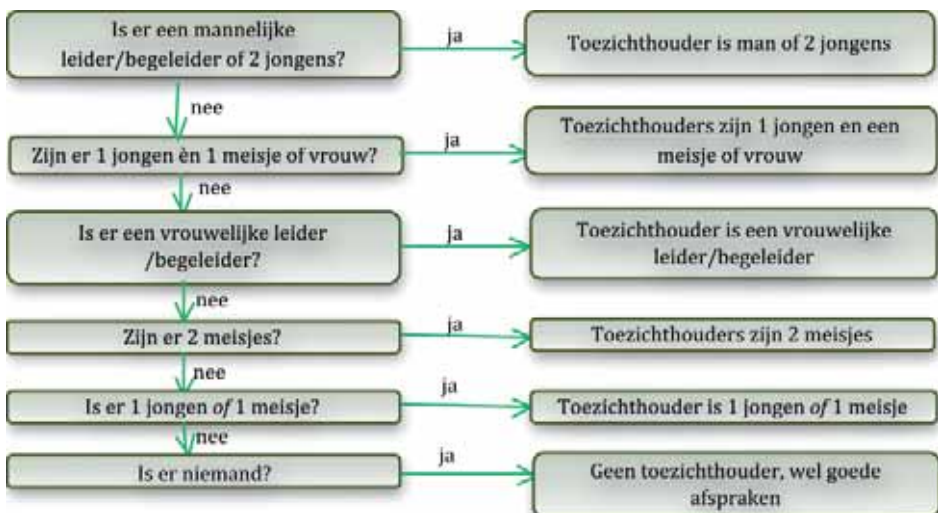 Is er een mannelijke
leider/begeleider of 2 jongens?
ja
Toezichthouder is man of 2 jongens
nee
Zijn er 1 jongen èn 1 meisje of vrouw?
ja
Toezichthouders zijn 1 jongen en een
meisje of vrouw
nee
Is er een vrouwelijke leider
/begeleider?
ja
Toezichthouder is een vrouwelijke
leider/begeleider
nee
Zijn er 2 meisjes?
ja
Toezichthouders zijn 2 meisjes
nee
Is er 1 jongen of 1 meisje?
ja
Toezichthouder is 1 jongen of 1 meisje
nee
Is er niemand?
ja
Geen toezichthouder, wel goede
afspraken